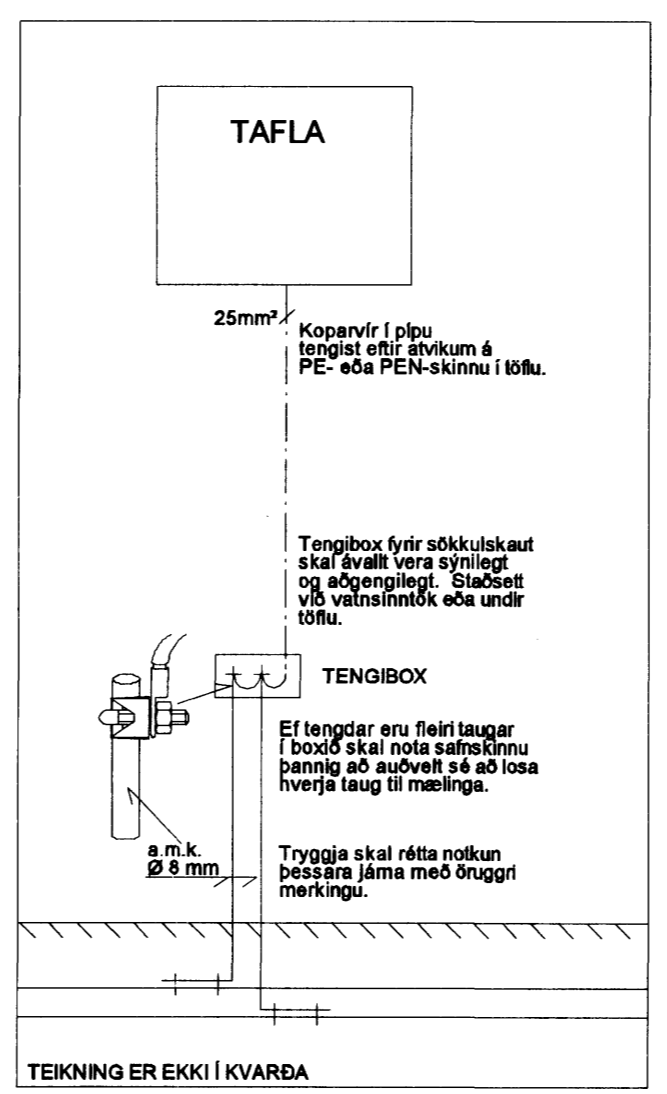 TAFLA
25mm²
Koparvír í pípu
tengist eftir atvikum á
PE- eða PEN-skinnu í töflu.
Tengibox fyrir sökkulskaut
skal ávallt vera sýnilegt
og aðgengilegt. Staðsett
við vatnsinntök eða undir
töflu.
TENGIBOX
Ef tengdar eru fleiri taugar
í boxið skal nota safnskinnu
þannig að auðvelt sé að losa
hverja taug til mælinga.
a.m.k.
Ø 8 mm
Tryggja skal rétta notkun
þessara járna með öruggri
merkingu.
TEIKNING ER EKKI Í KVARÐA